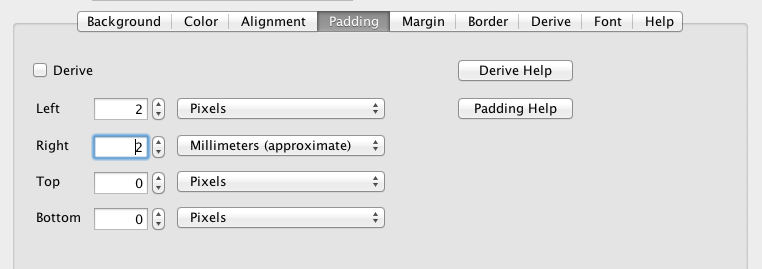 Background Color Alignment Padding Margin Border Derive Font Help
Derive Derive Help
Left 2 Pixels Padding Help
Right 2 Millimeters (approximate)
Top 0 Pixels
Bottom 0 Pixels